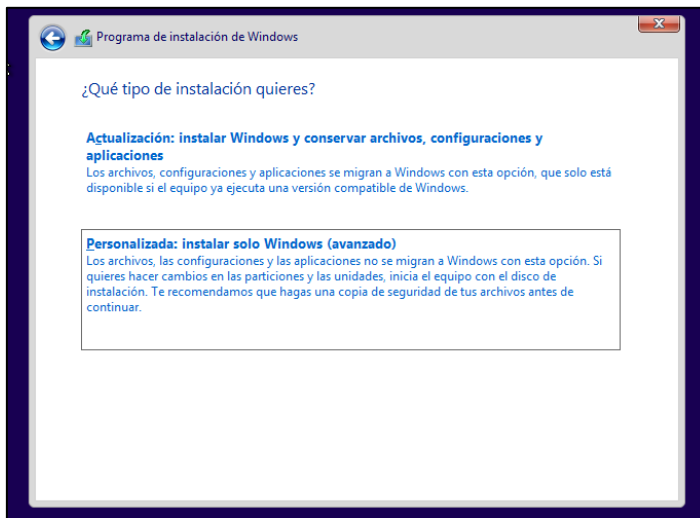 Programa de instalación de Windows
¿Qué tipo de instalación quieres?
Actualización: instalar Windows y conservar archivos, configuraciones y
aplicaciones
Los archivos, configuraciones y aplicaciones se migran a Windows con esta opción, que solo está
disponible si el equipo ya ejecuta una versión compatible de Windows.
Personalizada: instalar solo Windows (avanzado)
Los archivos, las configuraciones y las aplicaciones no se migran a Windows con esta opción. Si
quieres hacer cambios en las particiones y las unidades, inicia el equipo con el disco de
instalación. Te recomendamos que hagas una copia de seguridad de tus archivos antes de
continuar.